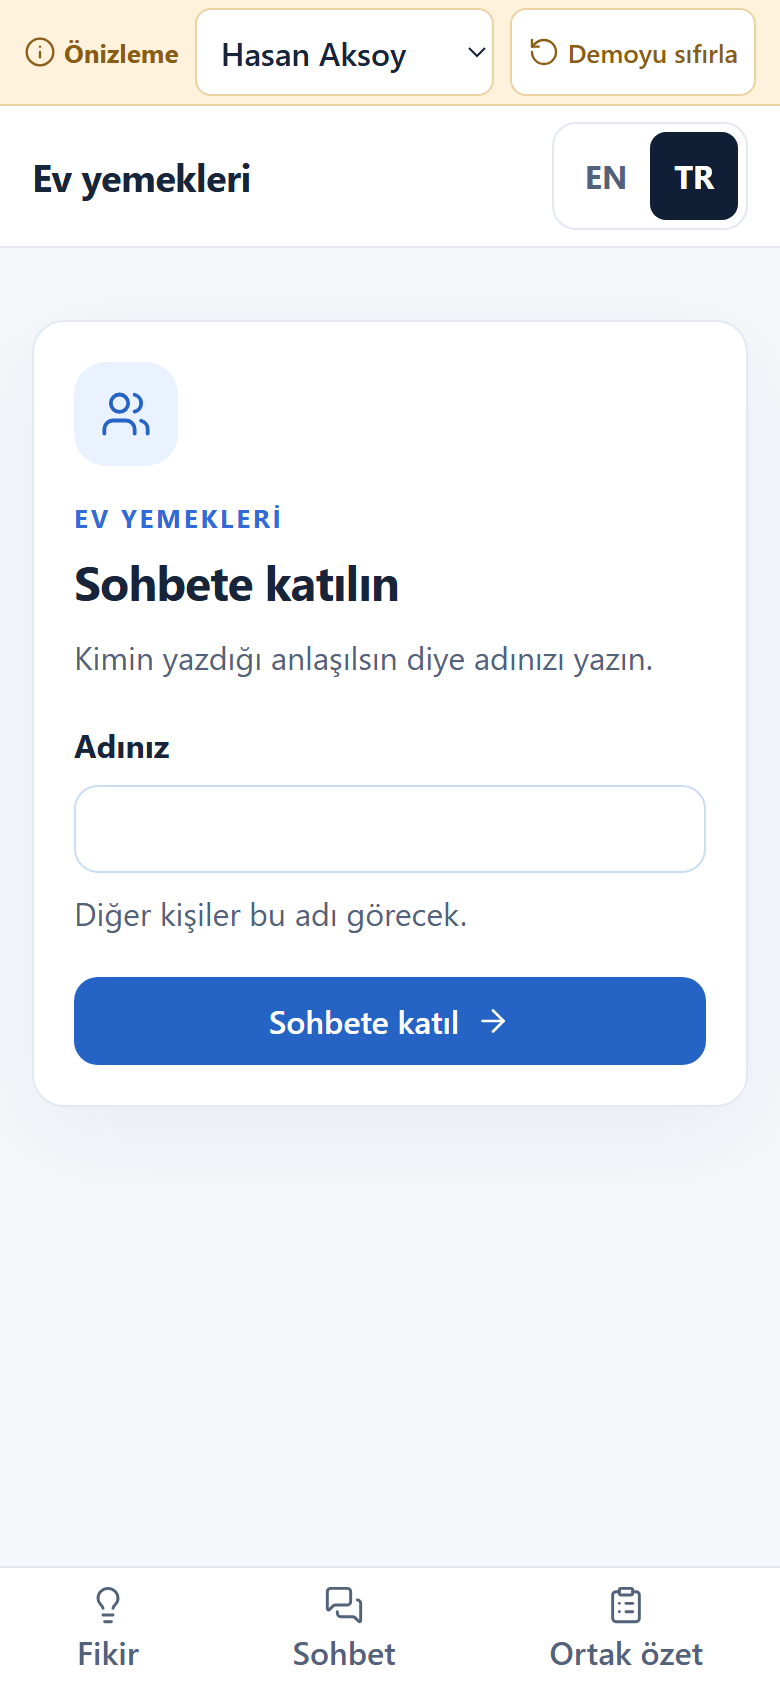 Önizleme
Hasan Aksoy
Demoyu sıfırla
Ev yemekleri
EN
TR
EV YEMEKLERİ
Sohbete katılın
Kimin yazdığı anlaşılsın diye adınızı yazın.
Adınız
Diğer kişiler bu adı görecek.
Sohbete katıl
Fikir
Sohbet
Ortak özet